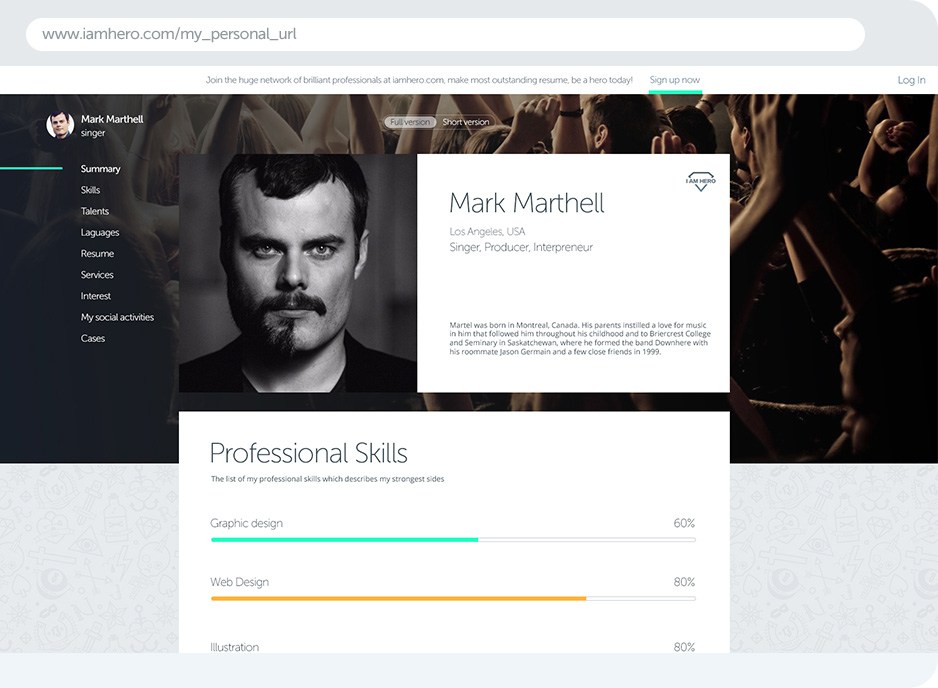 www.iamhero.com/my_personal_url
Join the huge network of brilliant professionals at iamhero.com, make most outstanding resume, be a hero today!
Sign up now
Log In
Mark Marthell
singer
Full version
Short version
Summary
Skills
Talents
Laguages
Resume
Services
Interest
My social activities
Cases
I AM HERO
Mark Marthell
Los Angeles, USA
Singer, Producer, Interpreneur
Martel was born in Montreal, Canada. His parents instilled a love for music
in him that followed him throughout his childhood and to Briercrest College
and Seminary in Saskatchewan, where he formed the band Downhere with
his roommate Jason Germain and a few close friends in 1999.
Professional Skills
The list of my professional skills which describes my strongest sides
Graphic design 60%
Web Design 80%
Illustration 80%